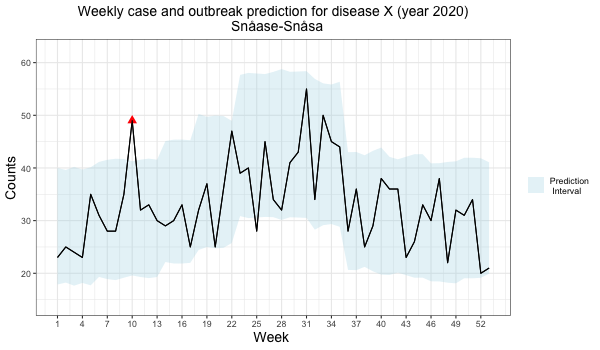 Weekly case and outbreak prediction for disease X (year 2020)
Snåase-Snåsa
Counts
60
50
40
30
20
1 4 7 10 13 16 19 22 25 28 31 34 37 40 43 46 49 52
Week
Prediction
Interval